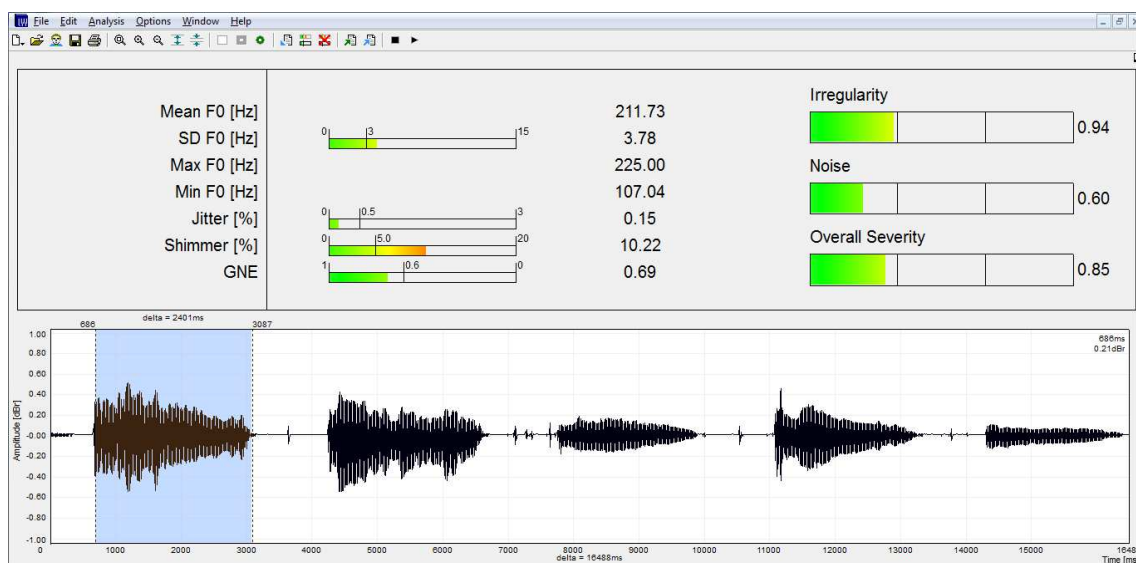 IW File Edit Analysis Options Window Help
Mean F0 [Hz] 211.73
SD F0 [Hz] 0 3 15 3.78
Max F0 [Hz] 225.00
Min F0 [Hz] 107.04
Jitter [%] 0 0.5 3 0.15
Shimmer [%] 0 5.0 20 10.22
GNE 1 0.6 0 0.69
Irregularity
0.94
Noise
0.60
Overall Severity
0.85
delta = 2401ms
686 3087
686ms
0.21dBr
Amplitude [dBr]
1.00
0.80
0.60
0.40
0.20
-0.00
-0.20
-0.40
-0.60
-0.80
-1.00
0 1000 2000 3000 4000 5000 6000 7000 8000 9000 10000 11000 12000 13000 14000 15000 1648
delta = 16488ms Time [ms]